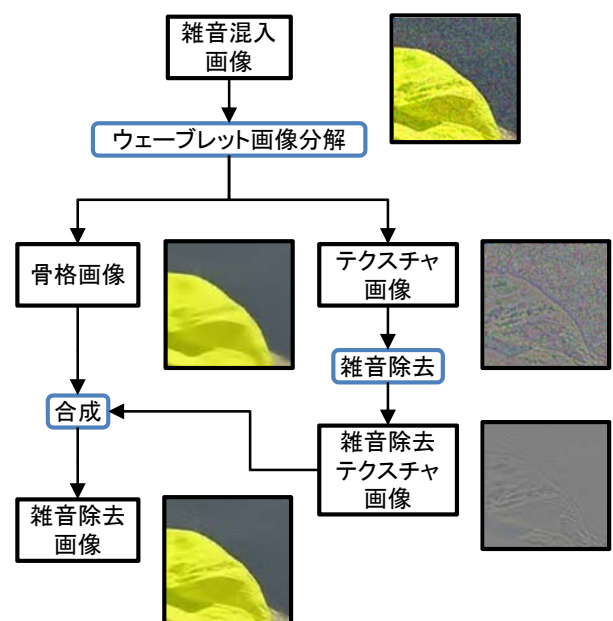 雑音混入
画像
ウェーブレット画像分解
骨格画像
テクスチャ
画像
雑音除去
合成
雑音除去
テクスチャ
画像
雑音除去
画像